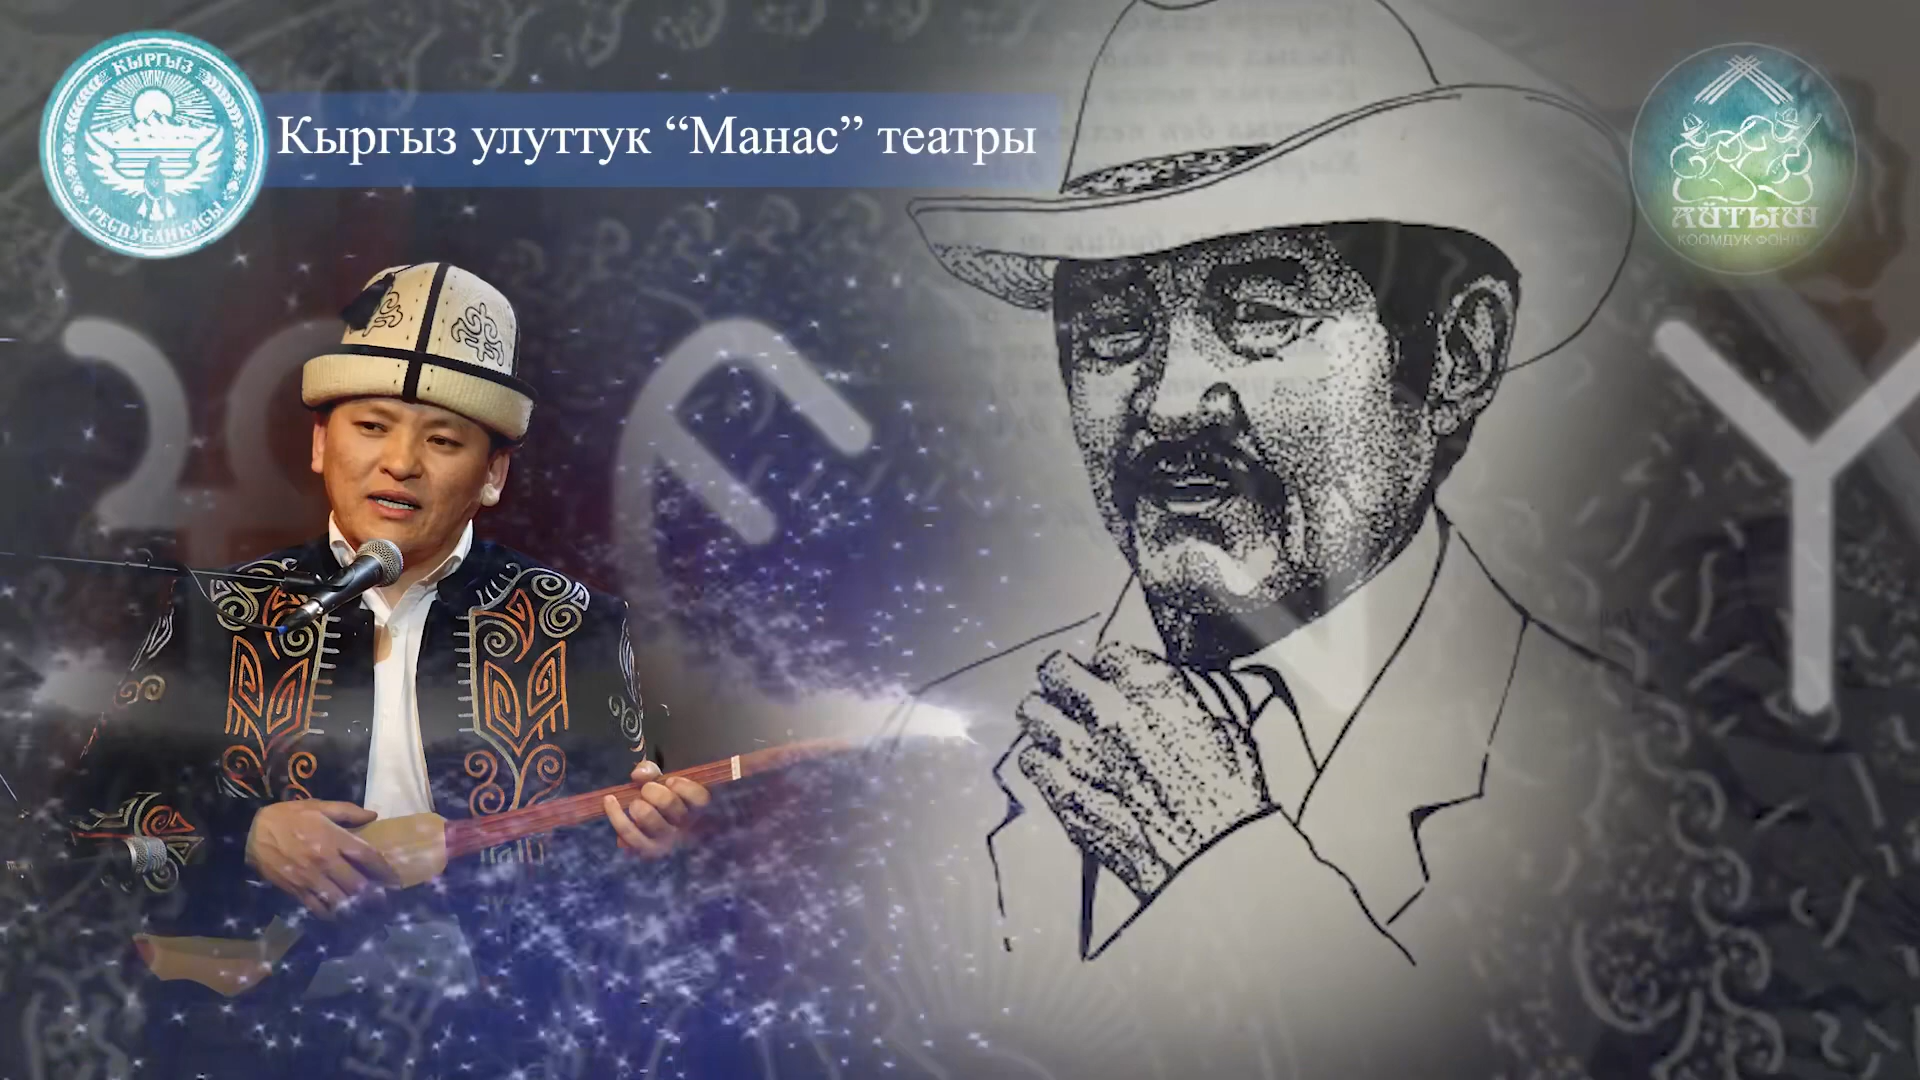 КЫРГЫЗ
РЕСПУБЛИКАСЫ
Кыргыз улуттук “Манас” театры
АЙТЫШ
КООМДУК ФОНДУ